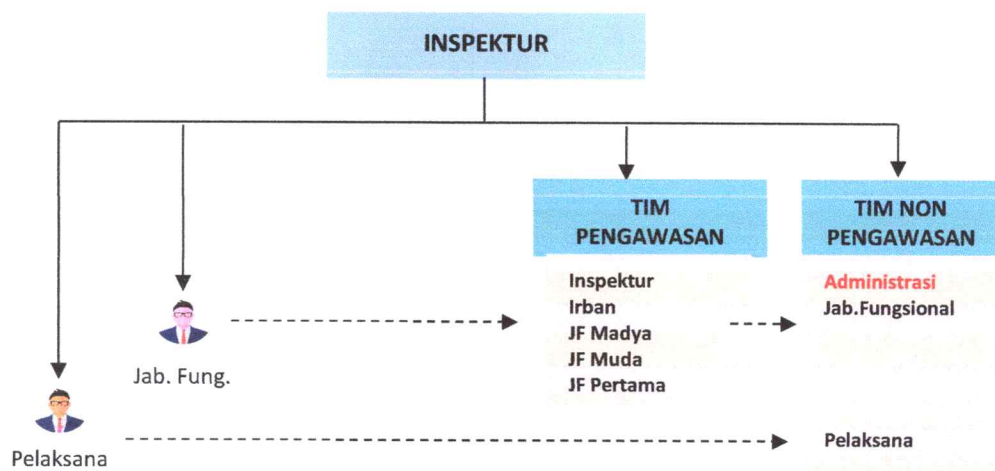 INSPEKTUR
TIM
PENGAWASAN
TIM NON
PENGAWASAN
Inspektur
Irban
JF Madya
JF Muda
JF Pertama
Administrasi
Jab.Fungsional
Jab. Fung.
Pelaksana
Pelaksana